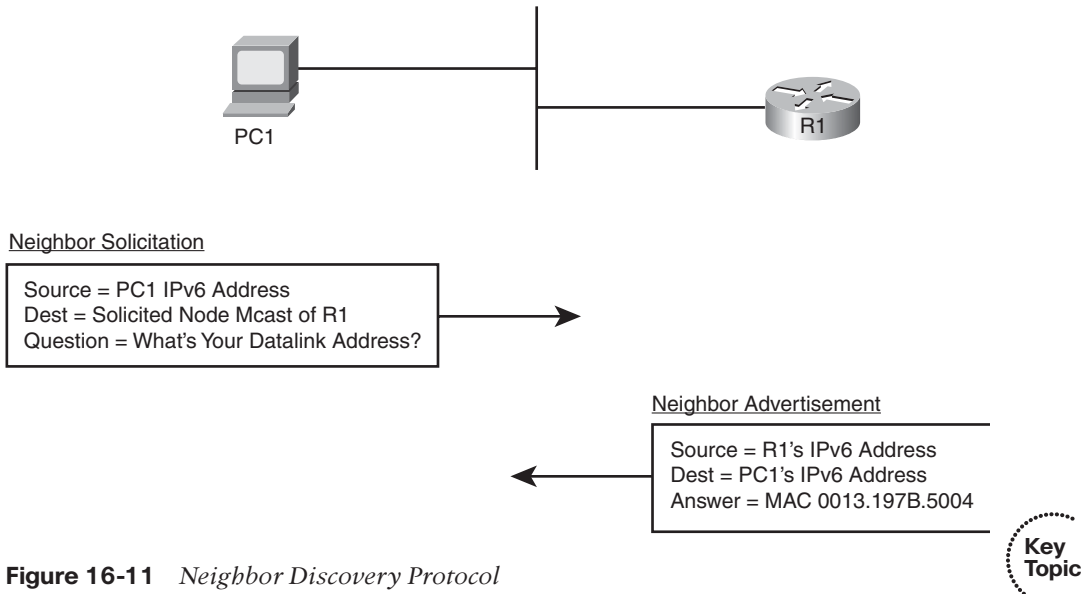 PC1
R1
Neighbor Solicitation
Source = PC1 IPv6 Address
Dest = Solicited Node Mcast of R1
Question = What's Your Datalink Address?
Neighbor Advertisement
Source = R1's IPv6 Address
Dest = PC1's IPv6 Address
Answer = MAC 0013.197B.5004
Key
Topic
Figure 16-11 Neighbor Discovery Protocol